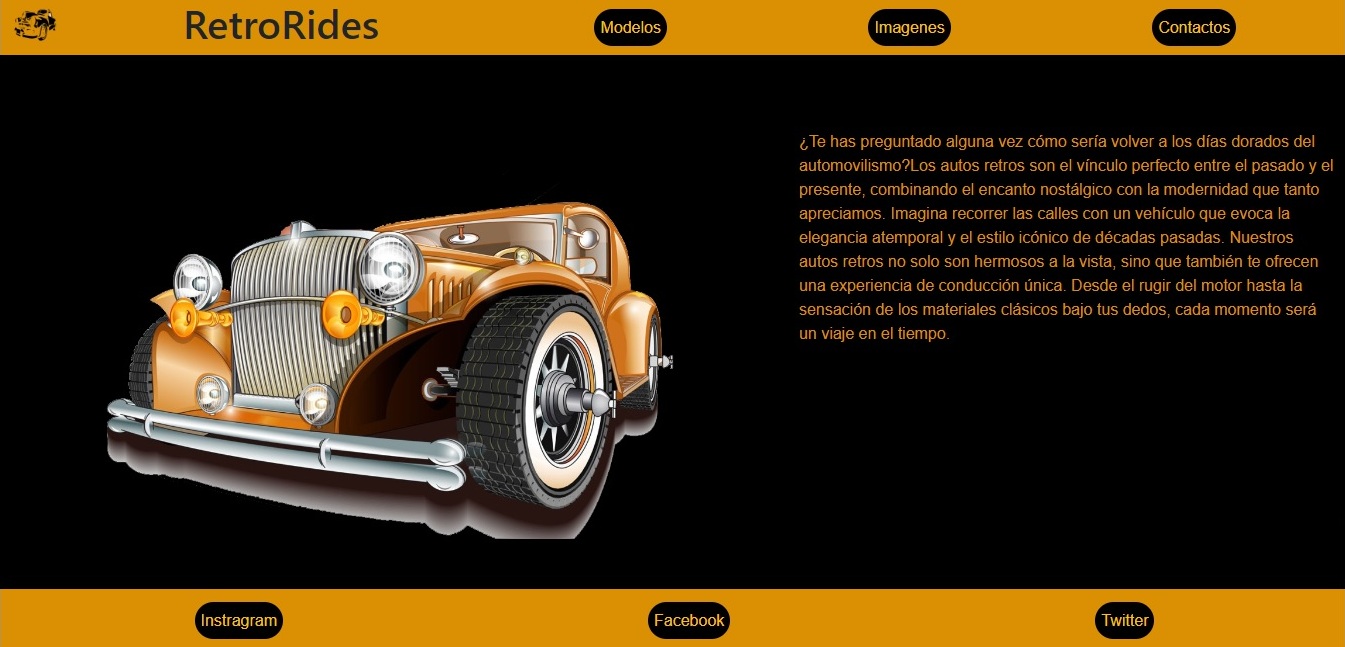 RetroRides
Modelos
Imagenes
Contactos
¿Te has preguntado alguna vez cómo sería volver a los días dorados del
automovilismo?Los autos retros son el vínculo perfecto entre el pasado y el
presente, combinando el encanto nostálgico con la modernidad que tanto
apreciamos. Imagina recorrer las calles con un vehículo que evoca la
elegancia atemporal y el estilo icónico de décadas pasadas. Nuestros
autos retros no solo son hermosos a la vista, sino que también te ofrecen
una experiencia de conducción única. Desde el rugir del motor hasta la
sensación de los materiales clásicos bajo tus dedos, cada momento será
un viaje en el tiempo.
Instragram
Facebook
Twitter